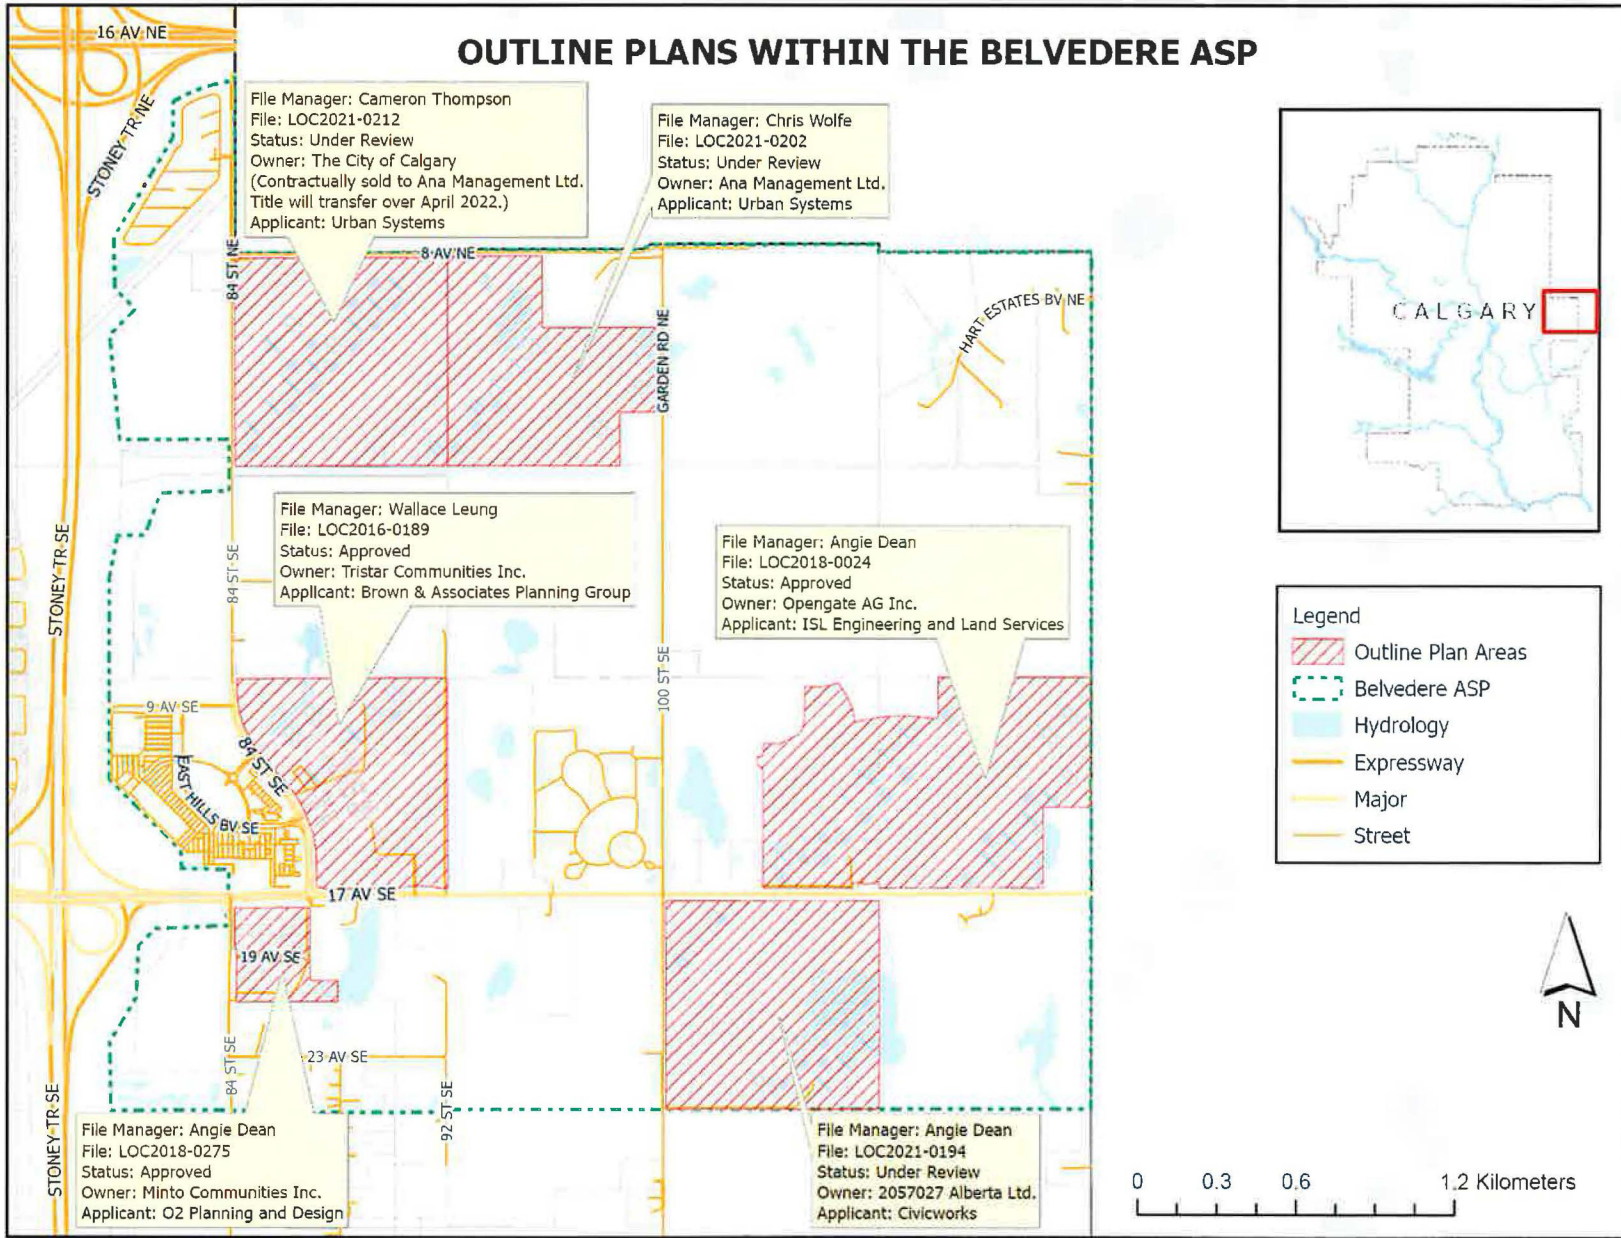 OUTLINE PLANS WITHIN THE BELVEDERE ASP
16 AV NE
STONEY TR NE
File Manager: Cameron Thompson
File: LOC2021-0212
Status: Under Review
Owner: The City of Calgary
(Contractually sold to Ana Management Ltd.
Title will transfer over April 2022.)
Applicant: Urban Systems
File Manager: Chris Wolfe
File: LOC2021-0202
Status: Under Review
Owner: Ana Management Ltd.
Applicant: Urban Systems
84 ST NE
8 AV NE
GARDEN RD NE
HART ESTATES BV NE
CALGARY
File Manager: Wallace Leung
File: LOC2016-0189
Status: Approved
Owner: Tristar Communities Inc.
Applicant: Brown & Associates Planning Group
File Manager: Angie Dean
File: LOC2018-0024
Status: Approved
Owner: Opengate AG Inc.
Applicant: ISL Engineering and Land Services
STONEY TR SE
84 ST SE
100 ST SE
9 AV SE
84 ST SE
EAST HILLS BV SE
17 AV SE
19 AV SE
23 AV SE
84 ST SE
92 ST SE
STONEY TR SE
Legend
Outline Plan Areas
Belvedere ASP
Hydrology
Expressway
Major
Street
N
File Manager: Angie Dean
File: LOC2018-0275
Status: Approved
Owner: Minto Communities Inc.
Applicant: O2 Planning and Design
File Manager: Angie Dean
File: LOC2021-0194
Status: Under Review
Owner: 2057027 Alberta Ltd.
Applicant: Civicworks
0 0.3 0.6 1.2 Kilometers